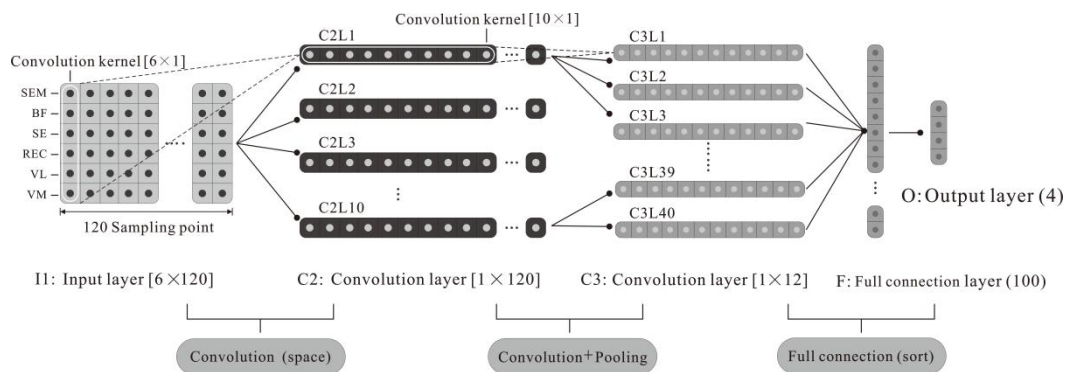 Convolution kernel [10×1]
C2L1
C3L1
Convolution kernel [6×1]
C3L2
SEM
C2L2
BF
C3L3
SE
C2L3
REC
C3L39
VL
VM
O: Output layer (4)
C2L10
C3L40
120 Sampling point
I1: Input layer [6×120]
C2: Convolution layer [1×120]
C3: Convolution layer [1×12]
F: Full connection layer (100)
Convolution (space)
Convolution+Pooling
Full connection (sort)